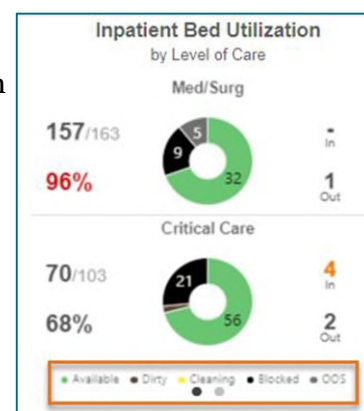 Inpatient Bed Utilization
by Level of Care
Med/Surg
157/163
96%
5
9
32
-
In
1
Out
Critical Care
70/103
68%
21
56
4
In
2
Out
Available Dirty Cleaning Blocked OOS